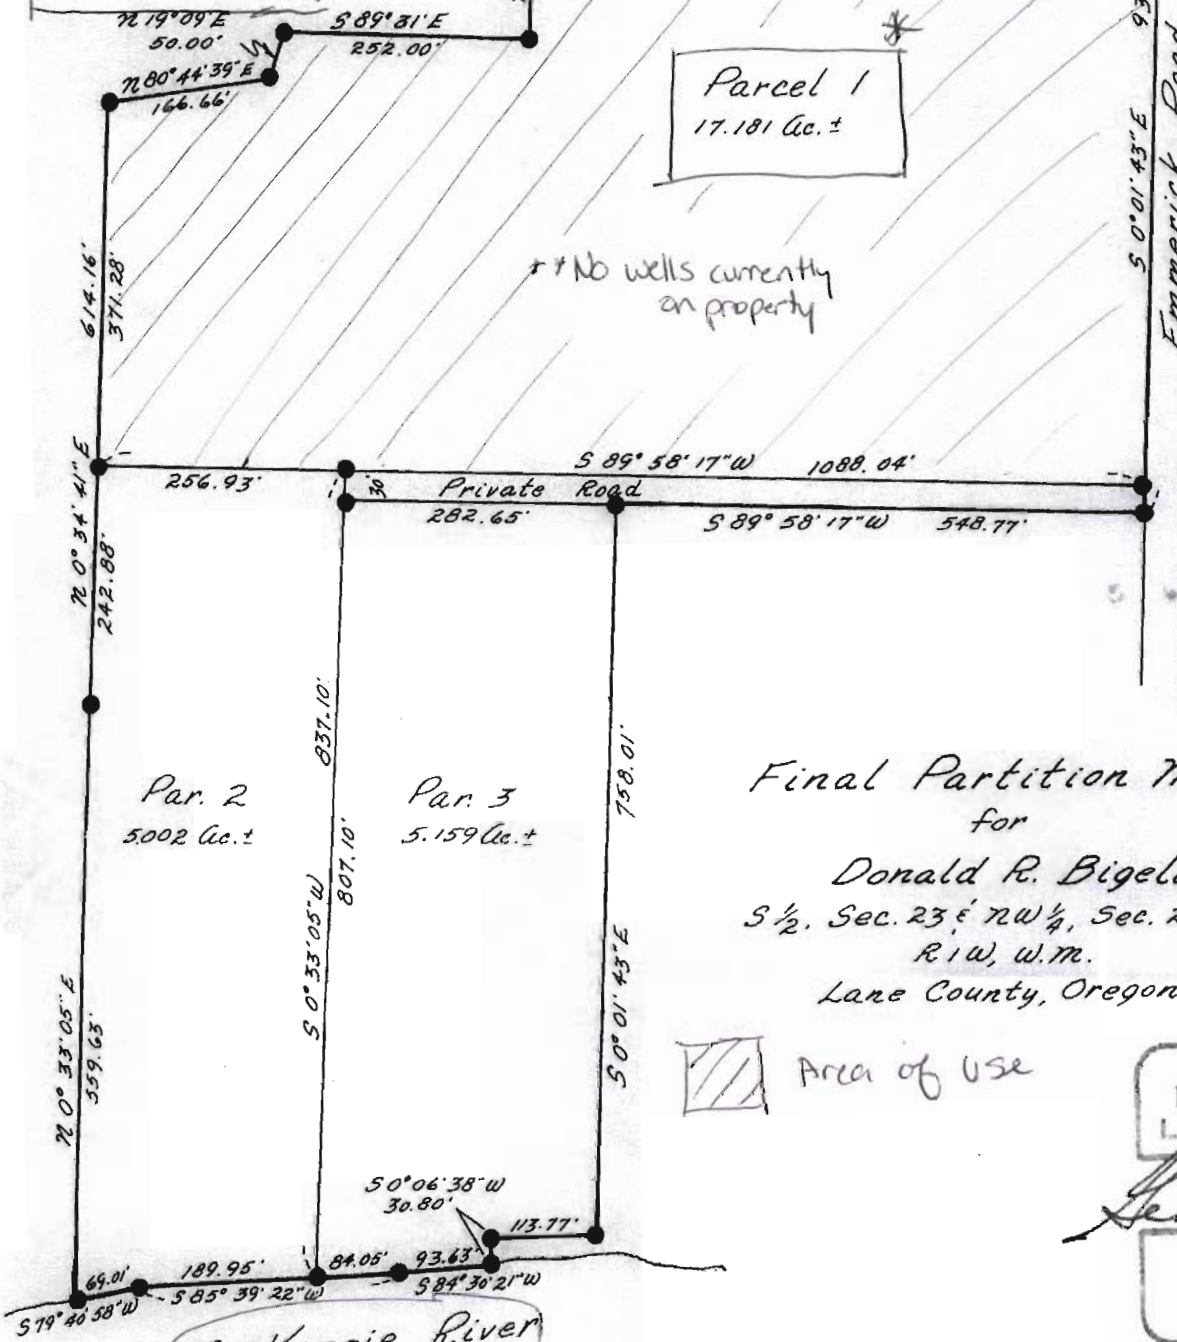 N 19° 09' E
50.00'
S 89° 31' E
252.00'
N 80° 44' 39" E
166.66'
Parcel 1
17.181 Ac. ±
93
S 0° 01' 43" E
Emmerick Road
614.16'
371.28'
**No wells currently
on property
N 0° 34' 41" E
242.88'
256.93'
30
S 89° 58' 17" W 1088.04'
Private Road
282.65'
S 89° 58' 17" W 548.77'
837.10'
807.10'
S 0° 33' 05" W
758.01'
S 0° 01' 43" E
Par. 2
5.002 Ac. ±
Par. 3
5.159 Ac. ±
Final Partition
for
Donald R. Bigel
S ½, Sec. 23 & NW ¼, Sec. 2
R1W, W.M.
Lane County, Oregon
Area of Use
N 0° 33' 05" E
559.63'
S 0° 06' 38" W
30.80'
113.77'
69.01'
S 79° 40' 58" W
189.95'
S 85° 39' 22" W
84.05'
93.63'
S 84° 30' 21" W
River